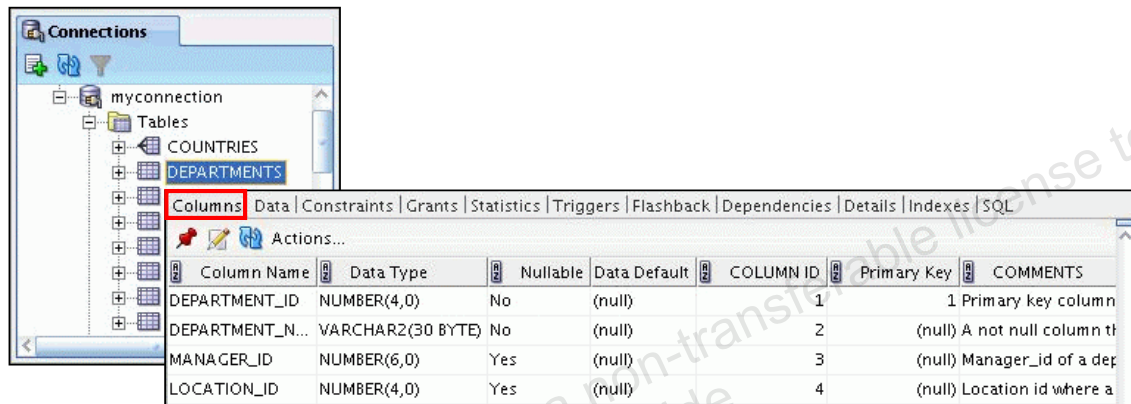 Connections
myconnection
Tables
COUNTRIES
DEPARTMENTS
Columns Data Constraints Grants Statistics Triggers Flashback Dependencies Details Indexes SQL
Actions...
Column Name Data Type Nullable Data Default COLUMN ID Primary Key COMMENTS
DEPARTMENT_ID NUMBER(4,0) No (null) 1 1 Primary key column
DEPARTMENT_N... VARCHAR2(30 BYTE) No (null) 2 (null) A not null column
MANAGER_ID NUMBER(6,0) Yes (null) 3 (null) Manager_id of a
LOCATION_ID NUMBER(4,0) Yes (null) 4 (null) Location id where a
non-transferable license